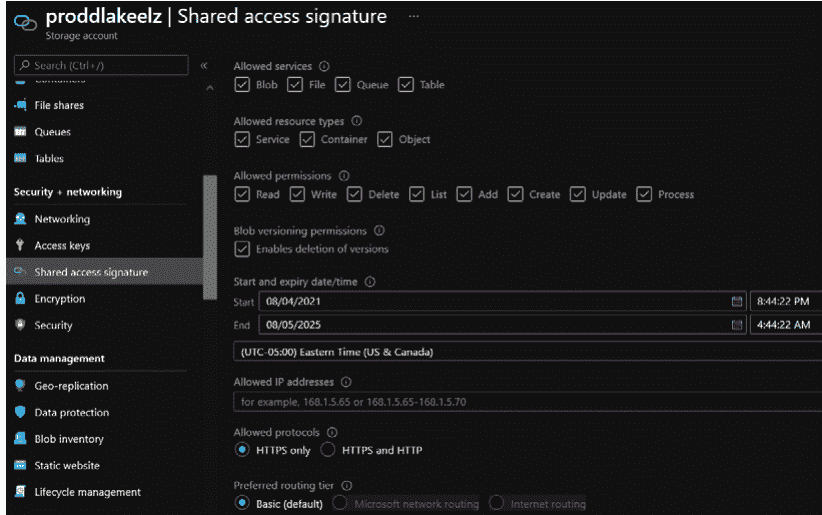 proddlakeelz | Shared access signature ...
Storage account
Search (Ctrl+/) «
Containers
File shares
Queues
Tables
Security + networking
Networking
Access keys
Shared access signature
Encryption
Security
Data management
Geo-replication
Data protection
Blob inventory
Static website
Lifecycle management
Allowed services
Blob File Queue Table
Allowed resource types
Service Container Object
Allowed permissions
Read Write Delete List Add Create Update Process
Blob versioning permissions
Enables deletion of versions
Start and expiry date/time
Start 08/04/2021 8:44:22 PM
End 08/05/2025 4:44:22 AM
(UTC-05:00) Eastern Time (US & Canada)
Allowed IP addresses
for example, 168.1.5.65 or 168.1.5.65-168.1.5.70
Allowed protocols
HTTPS only HTTPS and HTTP
Preferred routing tier
Basic (default) Microsoft network routing Internet routing